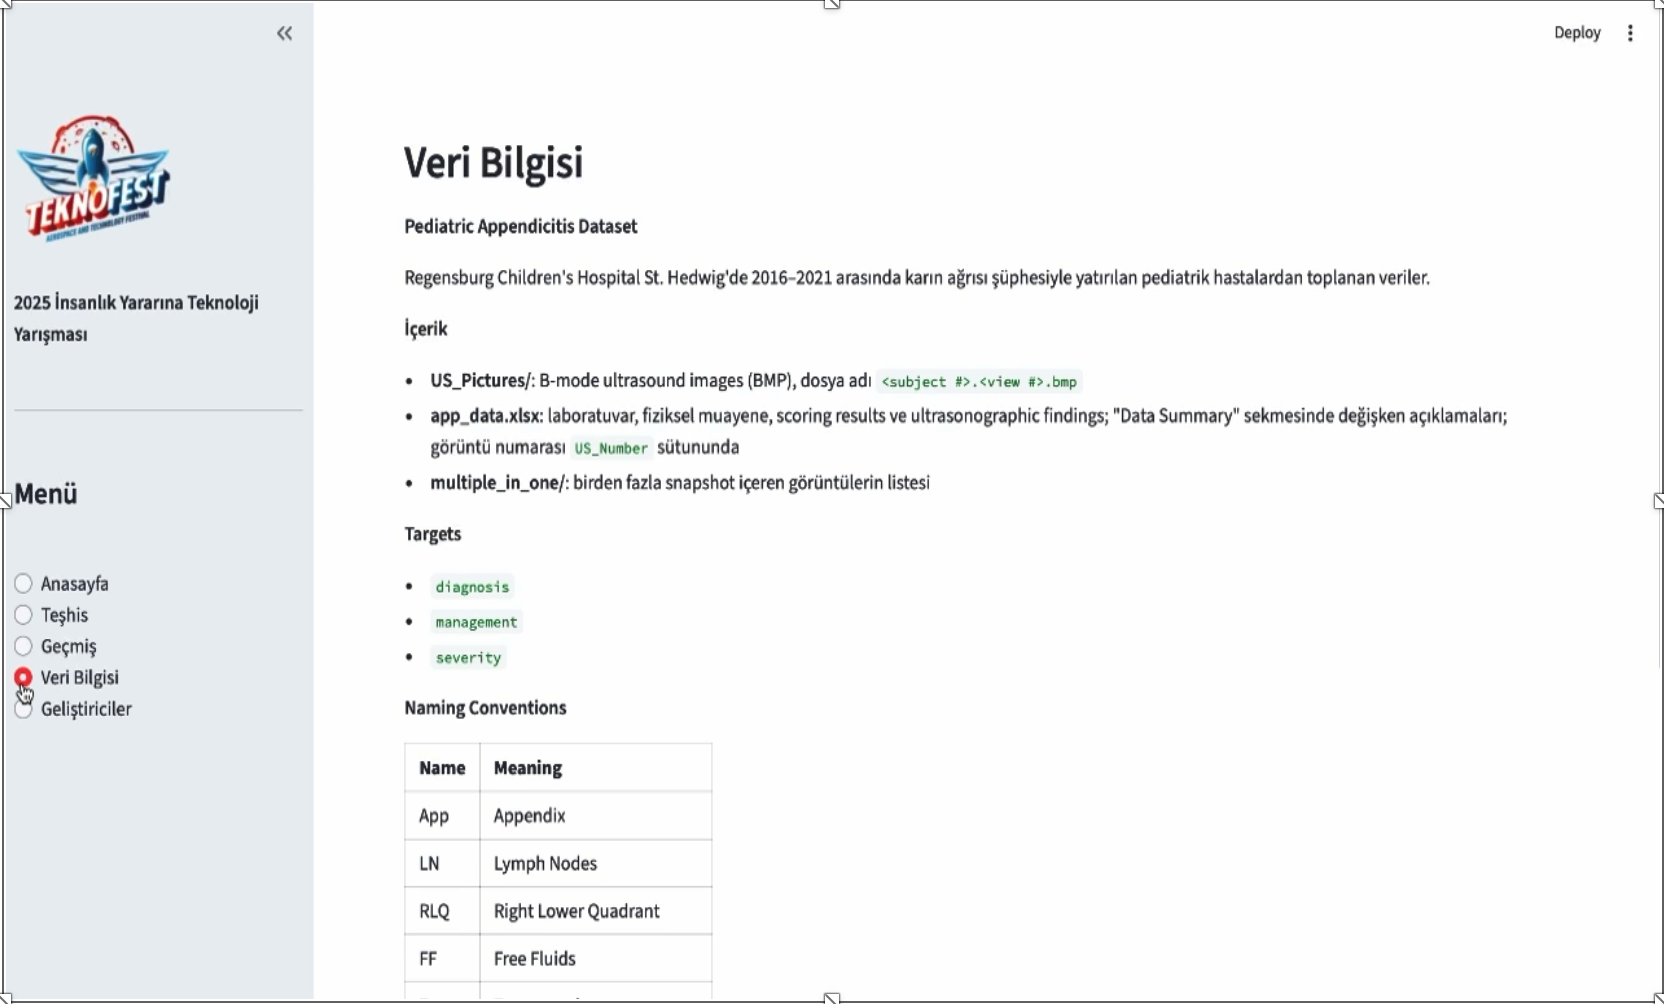 Deploy
TEKNOFEST
AEROSPACE AND TECHNOLOGY FESTIVAL
2025 İnsanlık Yararına Teknoloji
Yarışması
Menü
Anasayfa
Teşhis
Geçmiş
Veri Bilgisi
Geliştiriciler
Veri Bilgisi
Pediatric Appendicitis Dataset
Regensburg Children's Hospital St. Hedwig'de 2016–2021 arasında karın ağrısı şüphesiyle yatırılan pediatrik hastalardan toplanan veriler.
İçerik
• US_Pictures/: B-mode ultrasound images (BMP), dosya adı <subject #>.<view #>.bmp
• app_data.xlsx: laboratuvar, fiziksel muayene, scoring results ve ultrasonographic findings; "Data Summary" sekmesinde değişken açıklamaları;
görüntü numarası US_Number sütununda
• multiple_in_one/: birden fazla snapshot içeren görüntülerin listesi
Targets
• diagnosis
• management
• severity
Naming Conventions
Name Meaning
App Appendix
LN Lymph Nodes
RLQ Right Lower Quadrant
FF Free Fluids